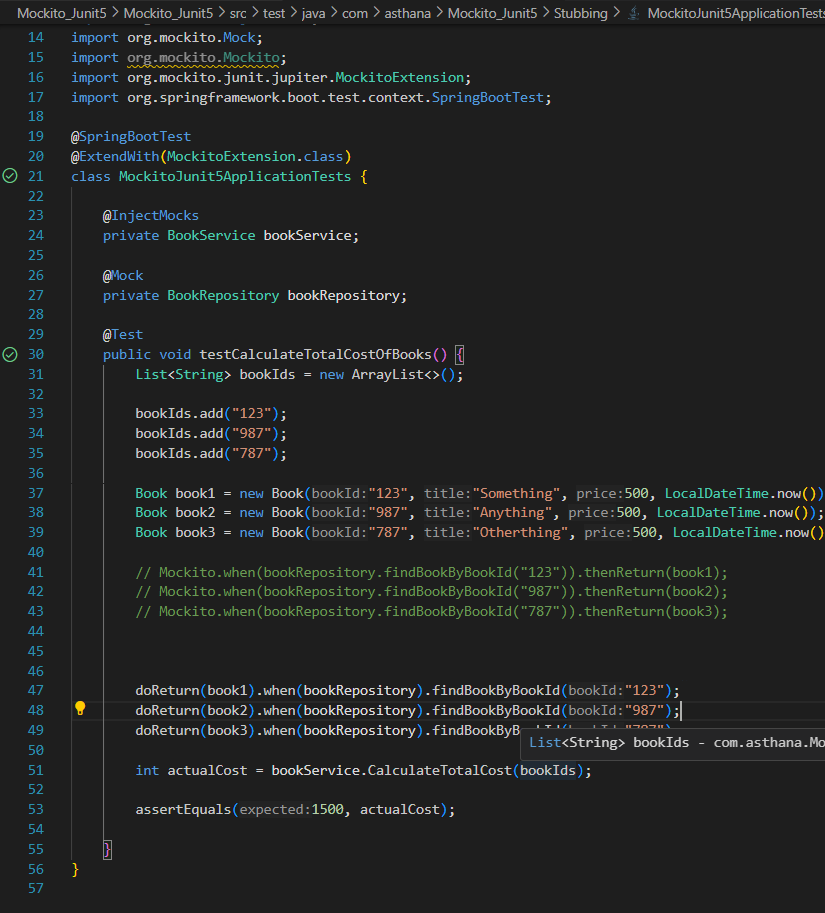 Mockito_Junit5 > Mockito_Junit5 > src > test > java > com > asthana > Mockito_Junit5 > Stubbing > MockitoJunit5ApplicationTests
14 import org.mockito.Mock;
15 import org.mockito.Mockito;
16 import org.mockito.junit.jupiter.MockitoExtension;
17 import org.springframework.boot.test.context.SpringBootTest;
18
19 @SpringBootTest
20 @ExtendWith(MockitoExtension.class)
21 class MockitoJunit5ApplicationTests {
22
23 @InjectMocks
24 private BookService bookService;
25
26 @Mock
27 private BookRepository bookRepository;
28
29 @Test
30 public void testCalculateTotalCostOfBooks() {
31 List<String> bookIds = new ArrayList<>();
32
33 bookIds.add("123");
34 bookIds.add("987");
35 bookIds.add("787");
36
37 Book book1 = new Book(bookId:"123", title:"Something", price:500, LocalDateTime.now())
38 Book book2 = new Book(bookId:"987", title:"Anything", price:500, LocalDateTime.now());
39 Book book3 = new Book(bookId:"787", title:"Otherthing", price:500, LocalDateTime.now()
40
41 // Mockito.when(bookRepository.findBookByBookId("123")).thenReturn(book1);
42 // Mockito.when(bookRepository.findBookByBookId("987")).thenReturn(book2);
43 // Mockito.when(bookRepository.findBookByBookId("787")).thenReturn(book3);
44
45
46
47 doReturn(book1).when(bookRepository).findBookByBookId(bookId:"123");
48 doReturn(book2).when(bookRepository).findBookByBookId(bookId:"987");
49 doReturn(book3).when(bookRepository).findBookByB
List<String> bookIds - com.asthana.Mo
50
51 int actualCost = bookService.CalculateTotalCost(bookIds);
52
53 assertEquals(expected:1500, actualCost);
54
55 }
56 }
57